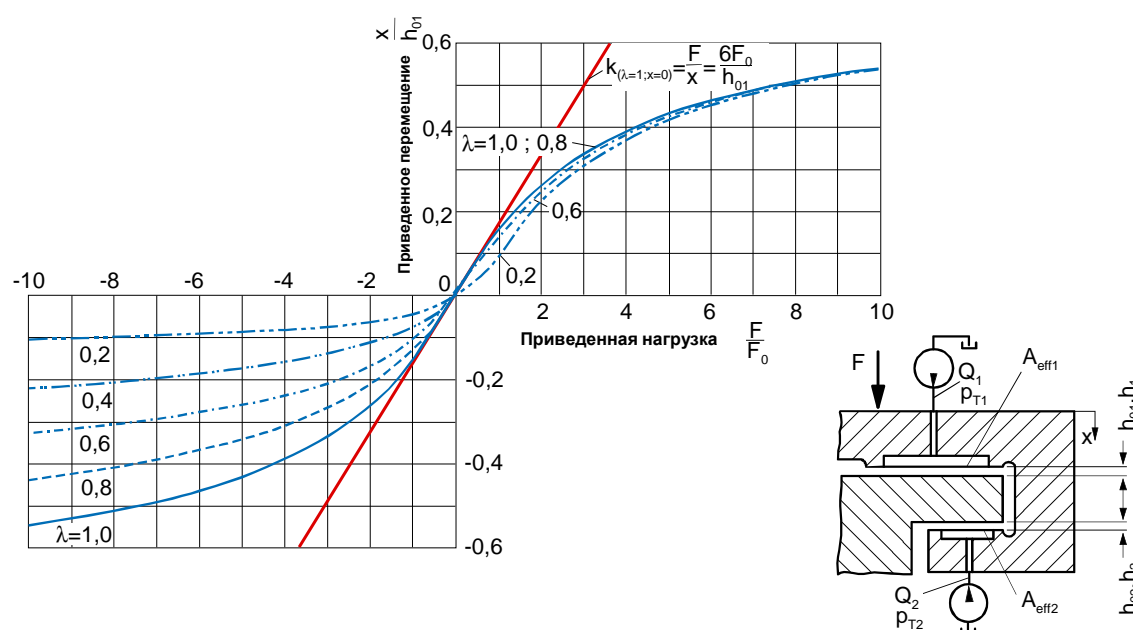 x
h₀₁
Приведенное перемещение
0,6
0,4
0,2
0
k₍λ₌₁;ₓ₌₀₎=F/x=6F₀/h₀₁
λ=1,0 ; 0,8
0,6
0,2
-10 -8 -6 -4 -2
2 4 6 8 10
Приведенная нагрузка F/F₀
0,2
0,4
0,6
0,8
λ=1,0
-0,2
-0,4
-0,6
F
Q₁
pT1
Aeff1
x
Q₂
pT2
Aeff2